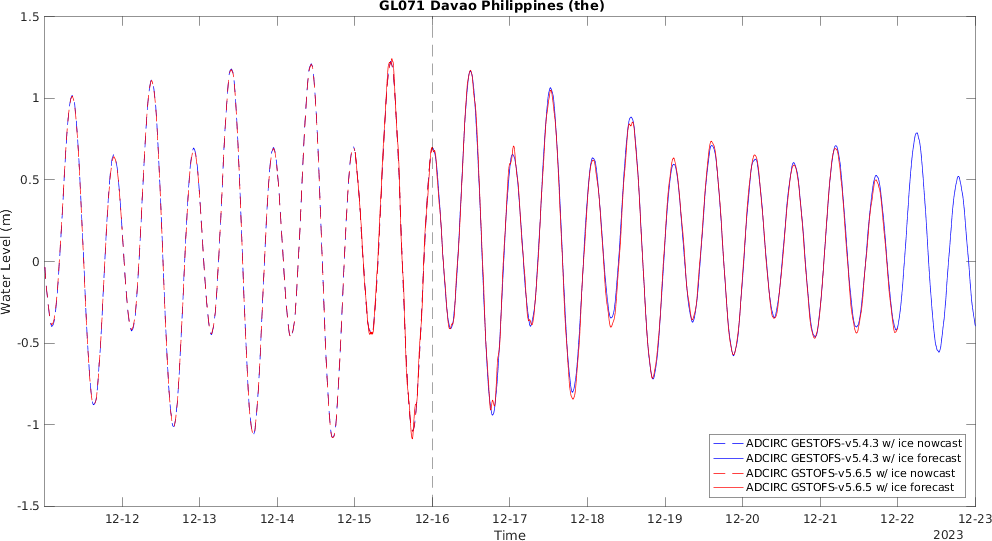 GL071 Davao Philippines (the)
1.5
1
0.5
0
-0.5
-1
-1.5
Water Level (m)
ADCIRC GESTOFS-v5.4.3 w/ ice nowcast
ADCIRC GESTOFS-v5.4.3 w/ ice forecast
ADCIRC GSTOFS-v5.6.5 w/ ice nowcast
ADCIRC GSTOFS-v5.6.5 w/ ice forecast
12-12 12-13 12-14 12-15 12-16 12-17 12-18 12-19 12-20 12-21 12-22 12-23
Time
2023